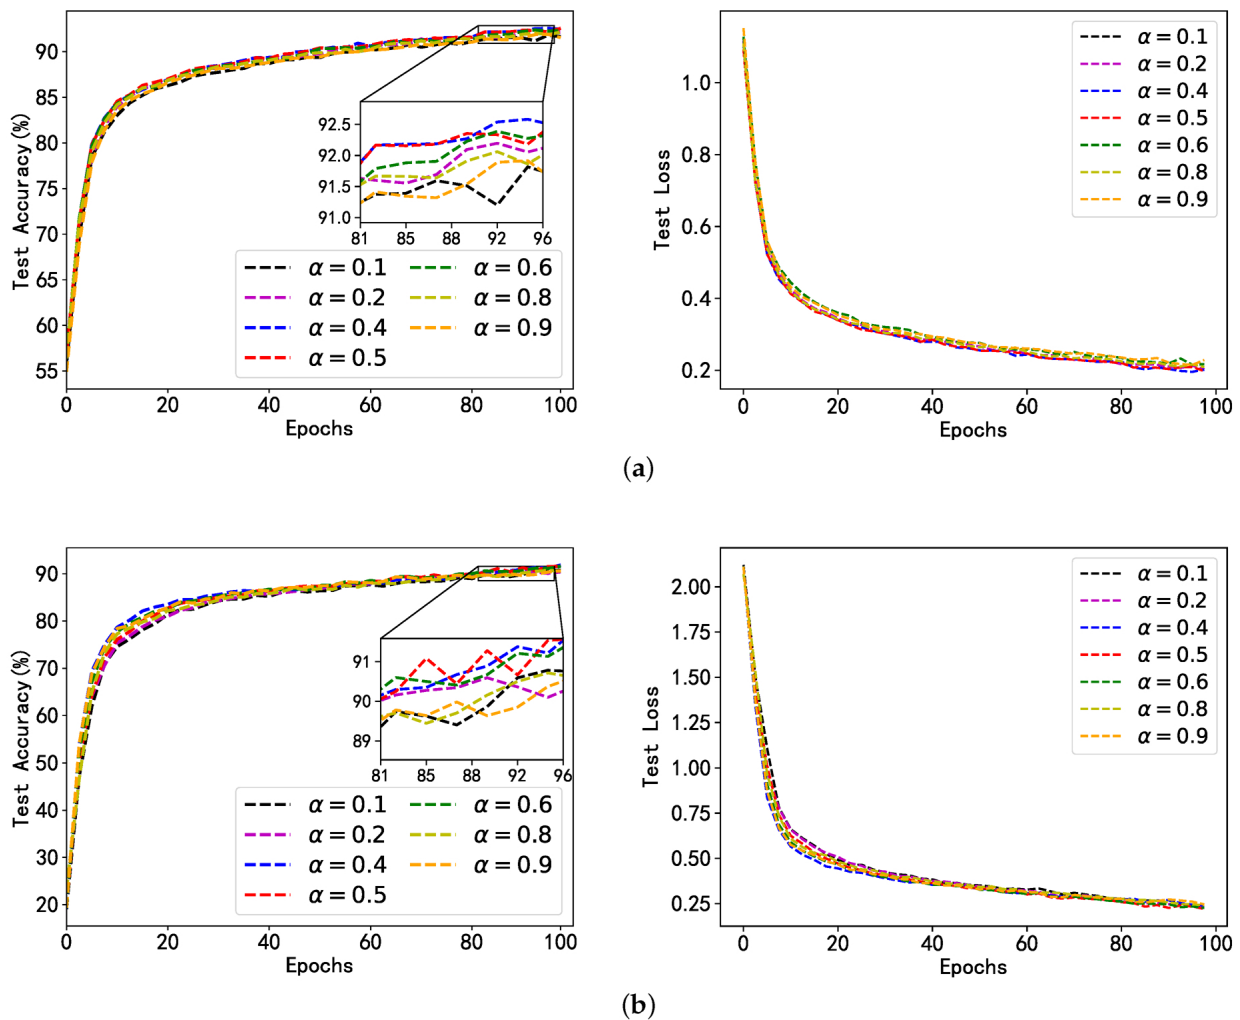 90
85
80
75
70
65
60
55
Test Accuracy(%)
92.5
92.0
91.5
91.0
81 85 88 92 96
α = 0.1
α = 0.2
α = 0.4
α = 0.5
α = 0.6
α = 0.8
α = 0.9
0 20 40 60 80 100
Epochs
1.0
0.8
0.6
0.4
0.2
Test Loss
α = 0.1
α = 0.2
α = 0.4
α = 0.5
α = 0.6
α = 0.8
α = 0.9
0 20 40 60 80 100
Epochs
(a)
90
80
70
60
50
40
30
20
Test Accuracy(%)
91
90
89
81 85 88 92 96
α = 0.1
α = 0.2
α = 0.4
α = 0.5
α = 0.6
α = 0.8
α = 0.9
0 20 40 60 80 100
Epochs
2.00
1.75
1.50
1.25
1.00
0.75
0.50
0.25
Test Loss
α = 0.1
α = 0.2
α = 0.4
α = 0.5
α = 0.6
α = 0.8
α = 0.9
0 20 40 60 80 100
Epochs
(b)